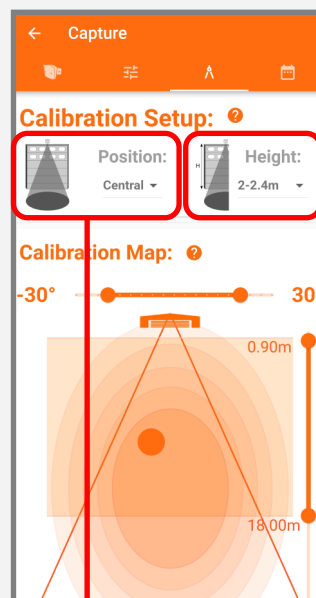 Capture
Calibration Setup:
Position:
Height:
H
Central
2-2.4m
Calibration Map:
-30°
30
0.90m
18.00m